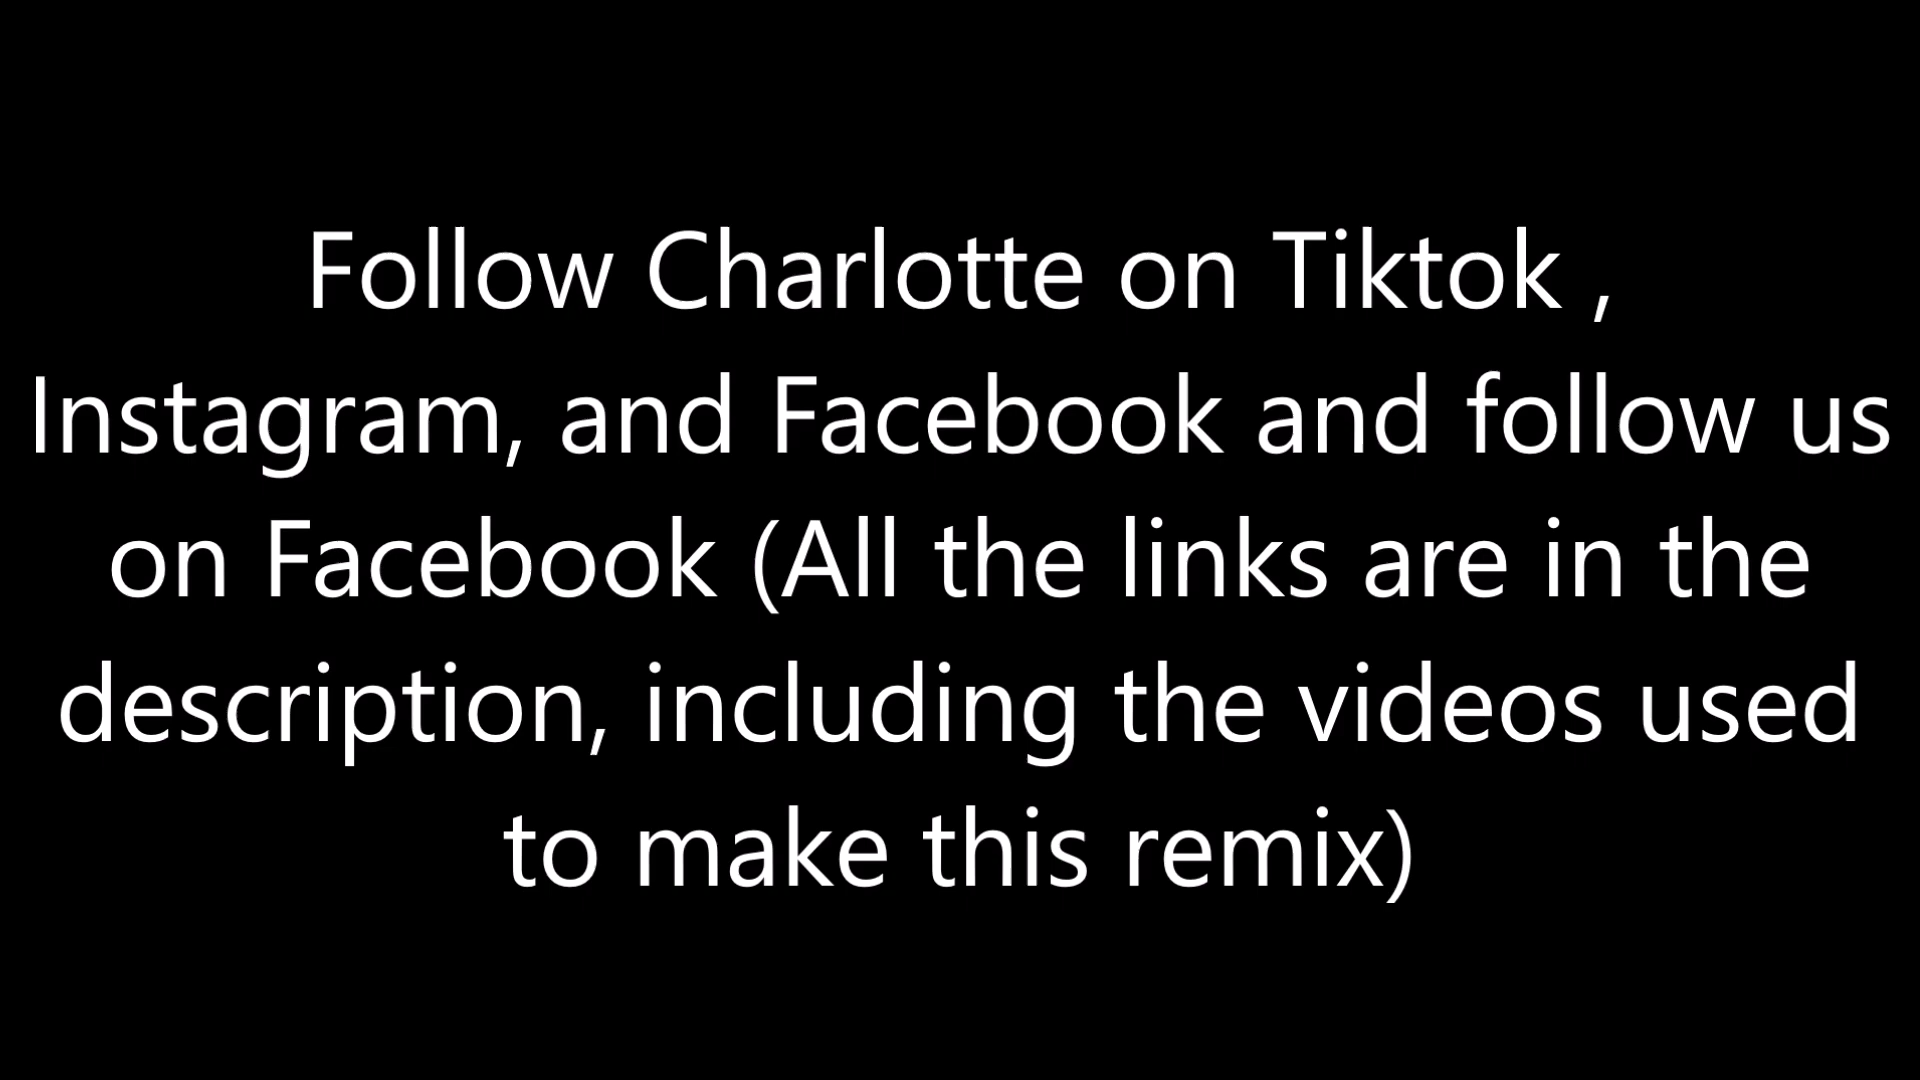 Follow Charlotte on Tiktok ,
Instagram, and Facebook and follow us
on Facebook (All the links are in the
description, including the videos used
to make this remix)